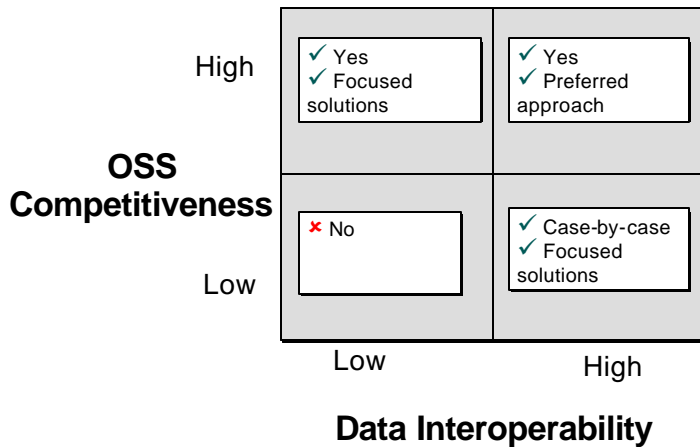 High
✓ Yes
✓ Focused
solutions
✓ Yes
✓ Preferred
approach
OSS
Competitiveness
Low
✗ No
✓ Case-by-case
✓ Focused
solutions
Low
High
Data Interoperability